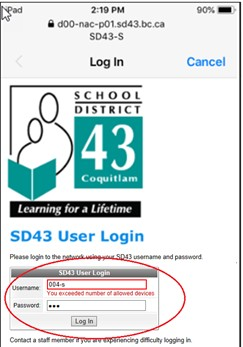 iPad 2:19 PM 90%
d00-nac-p01.sd43.bc.ca
SD43-S
Log In Cancel
SCHOOL
DISTRICT
43
Coquitlam
Learning for a Lifetime
SD43 User Login
Please login to the network using your SD43 username and password.
SD43 User Login
Username: 004-s
You exceeded number of allowed devices
Password: •••
Log In
Contact a staff member if you are experiencing difficulty logging in.